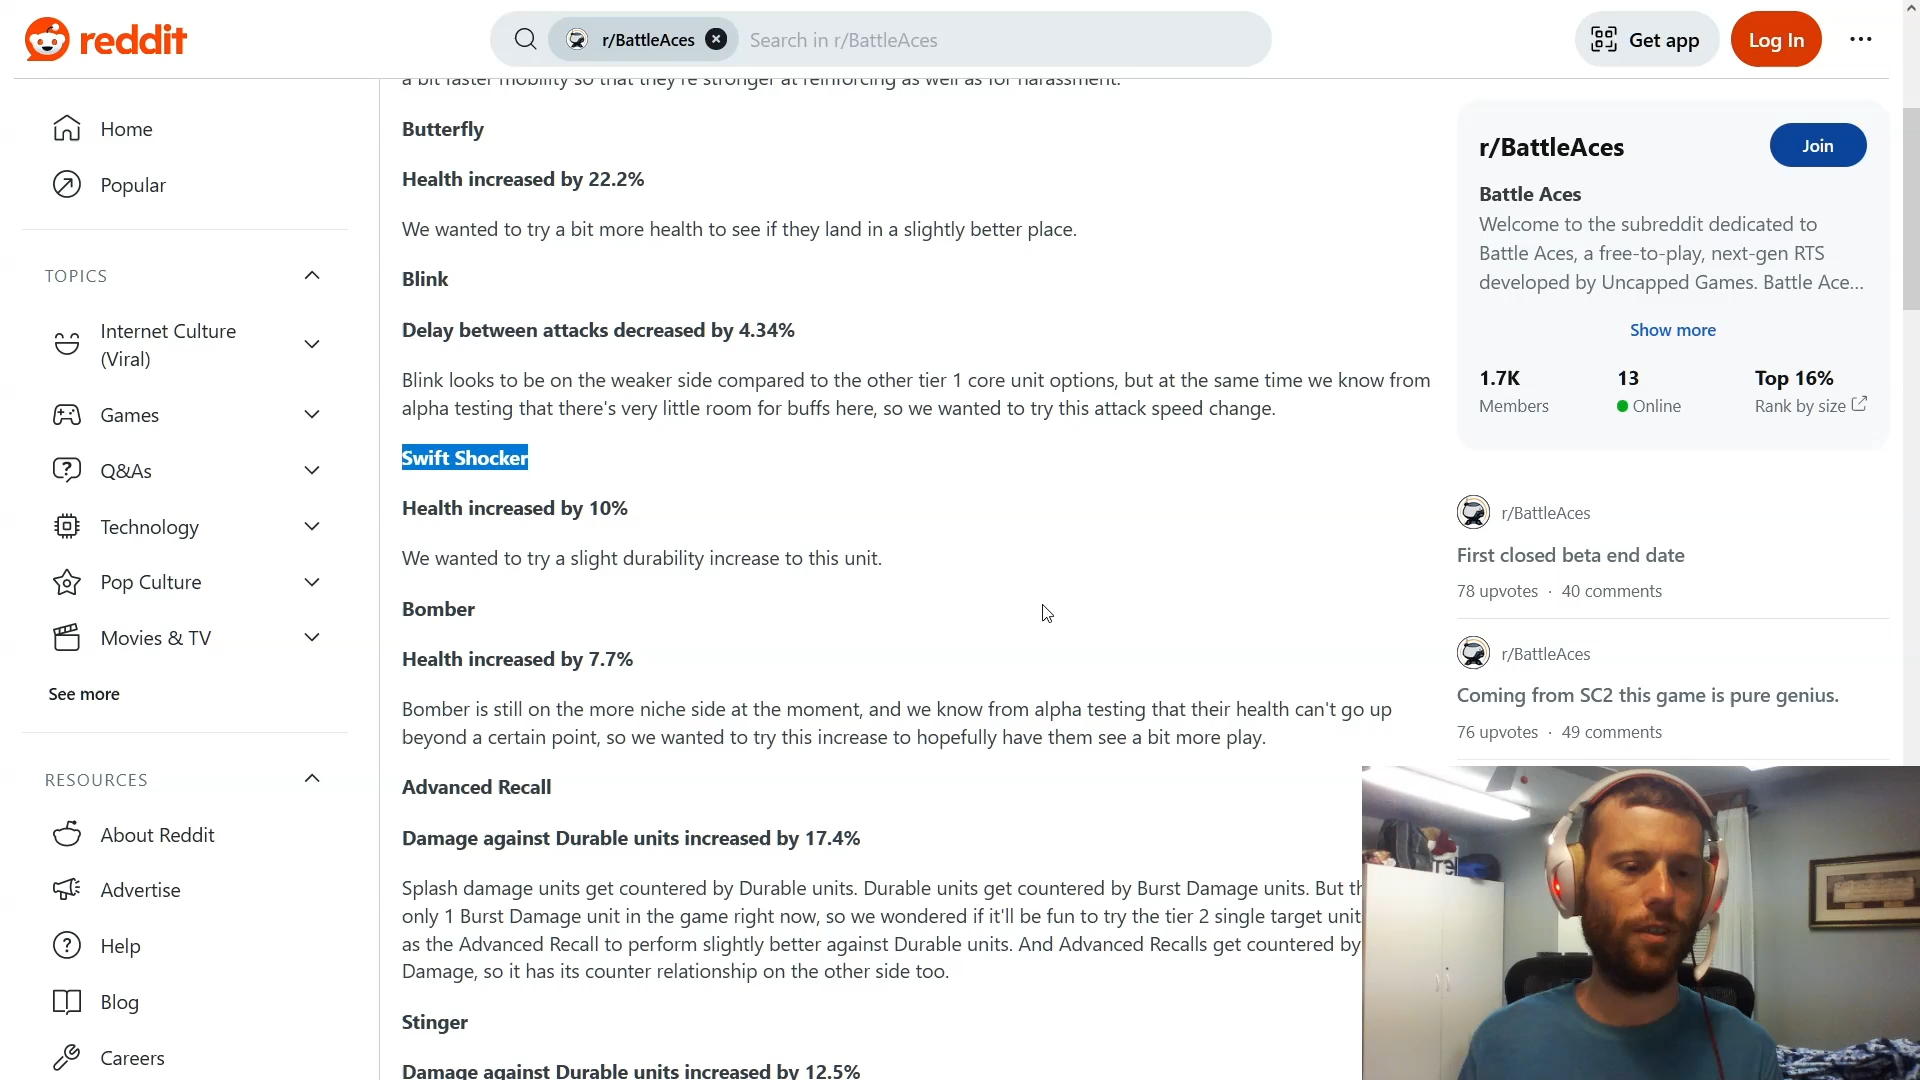 reddit
r/BattleAces
Search in r/BattleAces
Get app
Log In
Home
Popular
TOPICS
Internet Culture
(Viral)
Games
Q&As
Technology
Pop Culture
Movies & TV
See more
RESOURCES
About Reddit
Advertise
Help
Blog
Careers
a bit faster mobility so that they're stronger at reinforcing as well as for harassment.
Butterfly
Health increased by 22.2%
We wanted to try a bit more health to see if they land in a slightly better place.
Blink
Delay between attacks decreased by 4.34%
Blink looks to be on the weaker side compared to the other tier 1 core unit options, but at the same time we know from
alpha testing that there's very little room for buffs here, so we wanted to try this attack speed change.
Swift Shocker
Health increased by 10%
We wanted to try a slight durability increase to this unit.
Bomber
Health increased by 7.7%
Bomber is still on the more niche side at the moment, and we know from alpha testing that their health can't go up
beyond a certain point, so we wanted to try this increase to hopefully have them see a bit more play.
Advanced Recall
Damage against Durable units increased by 17.4%
Splash damage units get countered by Durable units. Durable units get countered by Burst Damage units. But th
only 1 Burst Damage unit in the game right now, so we wondered if it'll be fun to try the tier 2 single target unit
as the Advanced Recall to perform slightly better against Durable units. And Advanced Recalls get countered by
Damage, so it has its counter relationship on the other side too.
Stinger
Damage against Durable units increased by 12.5%
r/BattleAces
Join
Battle Aces
Welcome to the subreddit dedicated to
Battle Aces, a free-to-play, next-gen RTS
developed by Uncapped Games. Battle Ace...
Show more
1.7K
Members
13
Online
Top 16%
Rank by size
r/BattleAces
First closed beta end date
78 upvotes · 40 comments
r/BattleAces
Coming from SC2 this game is pure genius.
76 upvotes · 49 comments